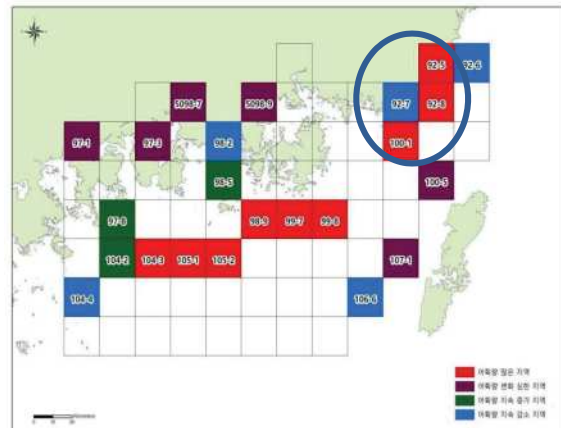 92-5 92-6
5098-7 5098-9 92-7 92-8
97-1 97-3 98-2 100-1
98-5 100-5
97-8 98-9 99-7 99-8
104-2 104-3 105-1 105-2 107-1
104-4 106-6
어획량 많은 지역
어획량 변화 심한 지역
어획량 지속 증가 지역
어획량 지속 감소 지역